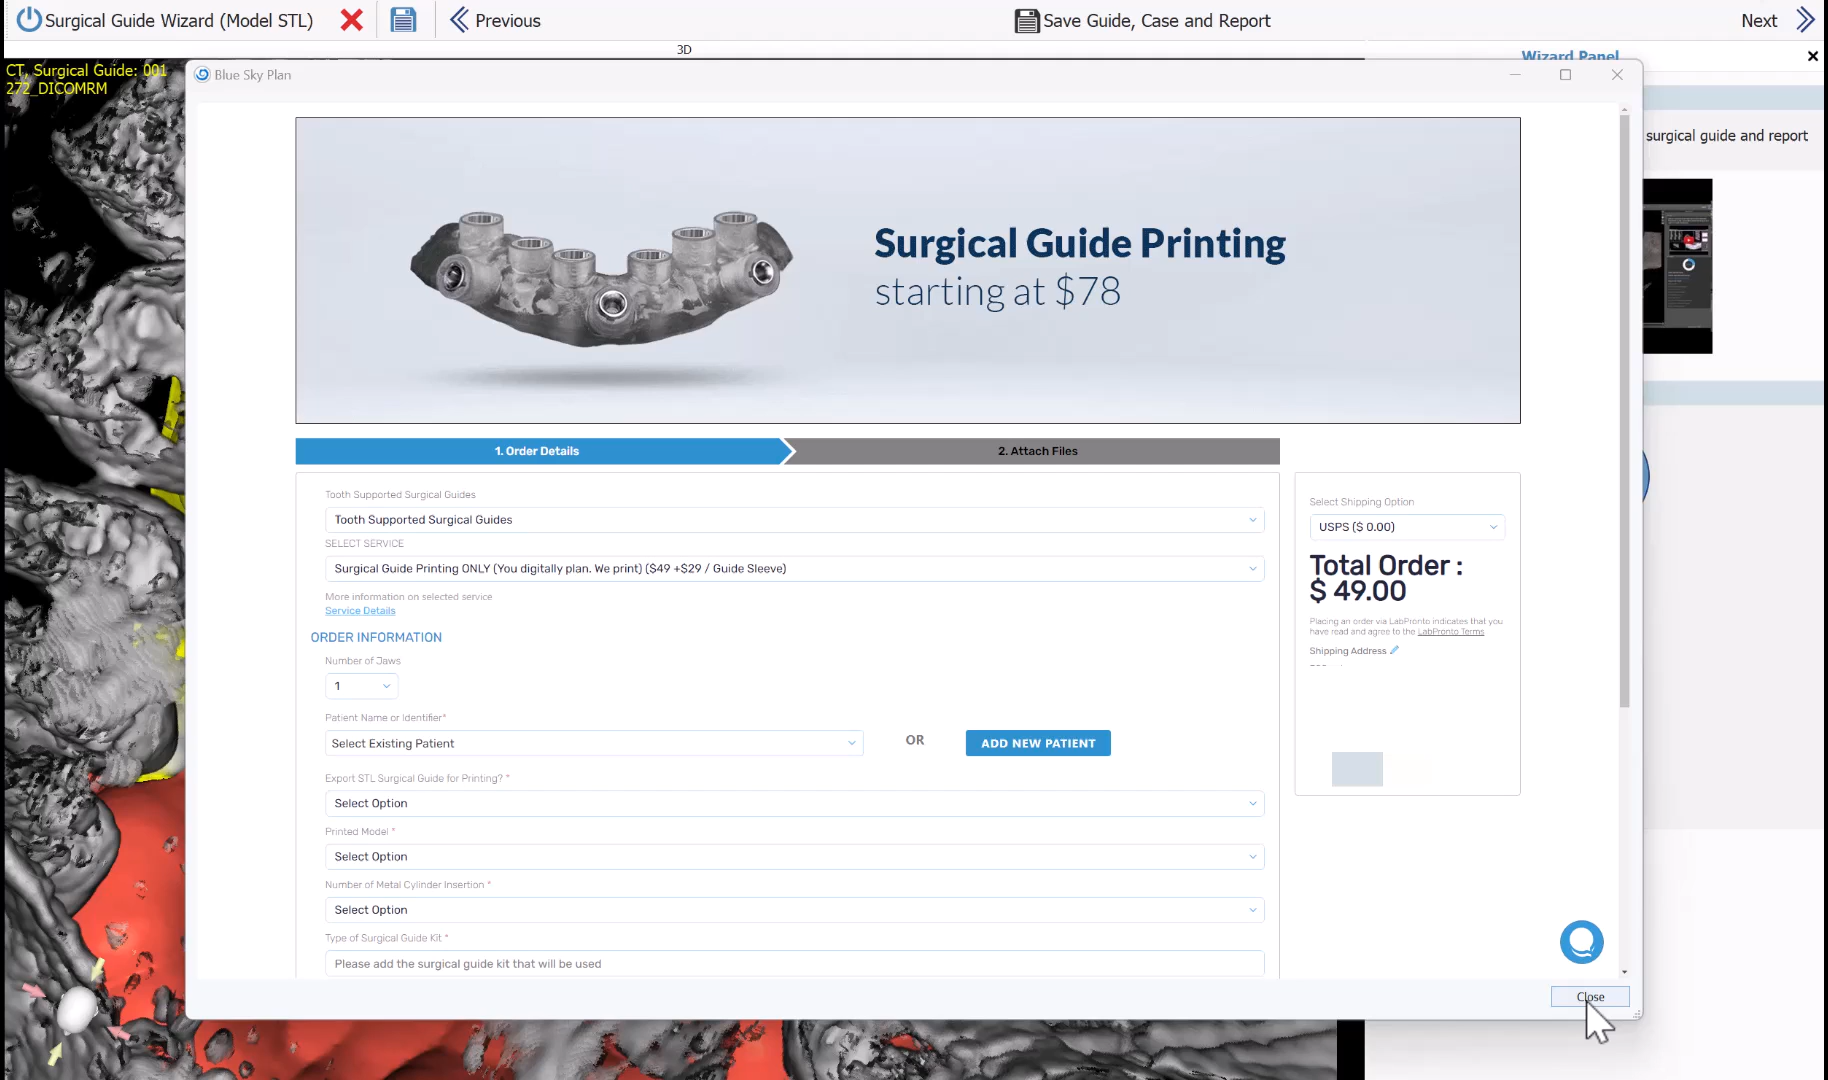 Surgical Guide Wizard (Model STL)
Previous
Save Guide, Case and Report
Next
3D
Wizard Panel
CT, Surgical Guide: 001
272_DICOMRM
Blue Sky Plan
surgical guide and report
Surgical Guide Printing
starting at $78
1. Order Details
2. Attach Files
Tooth Supported Surgical Guides
Tooth Supported Surgical Guides
SELECT SERVICE
Surgical Guide Printing ONLY (You digitally plan. We print) ($49 +$29 / Guide Sleeve)
More information on selected service
Service Details
ORDER INFORMATION
Number of Jaws
1
Patient Name or Identifier*
Select Existing Patient
OR
ADD NEW PATIENT
Export STL Surgical Guide for Printing? *
Select Option
Printed Model *
Select Option
Number of Metal Cylinder Insertion *
Select Option
Type of Surgical Guide Kit *
Please add the surgical guide kit that will be used
Select Shipping Option
USPS ($ 0.00)
Total Order :
$ 49.00
Placing an order via LabPronto indicates that you
have read and agree to the LabPronto Terms
Shipping Address
Close